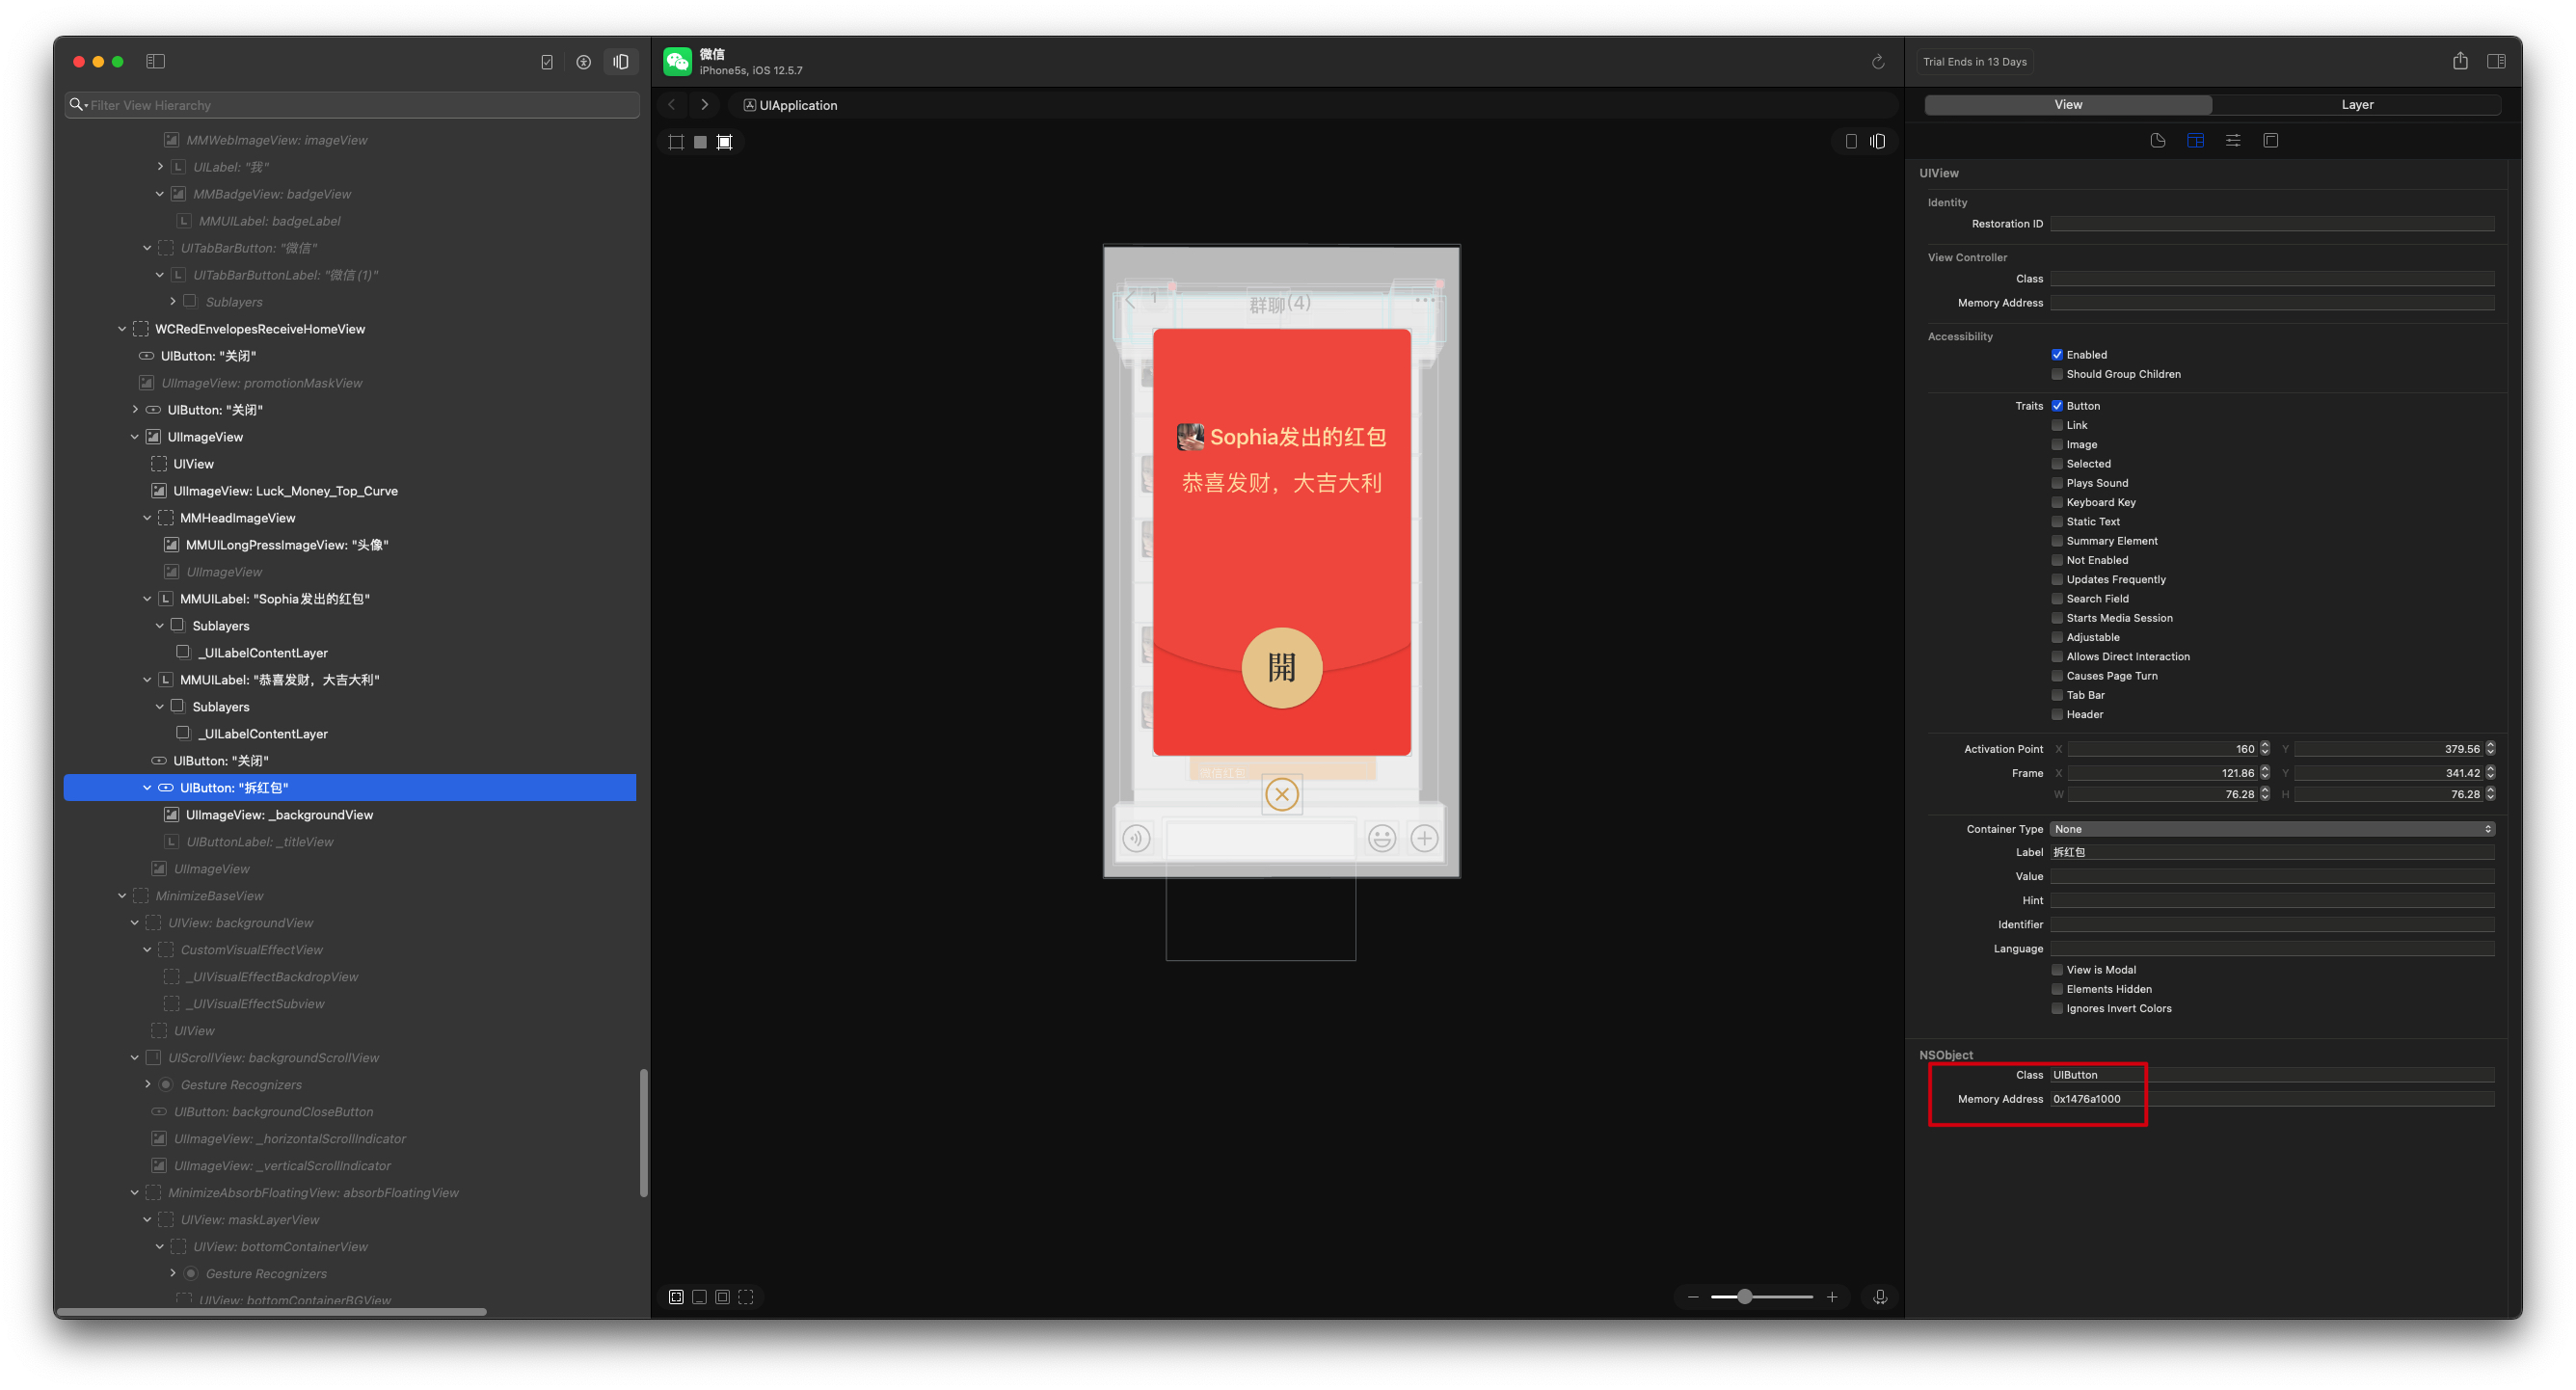 Filter View Hierarchy
MMWebImageView: imageView
UILabel: "我"
MMBadgeView: badgeView
MMUILabel: badgeLabel
UITabBarButton: "微信"
UITabBarButtonLabel: "微信 (1)"
Sublayers
WCRedEnvelopesReceiveHomeView
UIButton: "关闭"
UIImageView: promotionMaskView
UIButton: "关闭"
UIImageView
UIView
UIImageView: Luck_Money_Top_Curve
MMHeadImageView
MMUILongPressImageView: "头像"
UIImageView
MMUILabel: "Sophia发出的红包"
Sublayers
_UILabelContentLayer
MMUILabel: "恭喜发财，大吉大利"
Sublayers
_UILabelContentLayer
UIButton: "关闭"
UIButton: "拆红包"
UIImageView: _backgroundView
UIButtonLabel: _titleView
UIImageView
MinimizeBaseView
UIView: backgroundView
CustomVisualEffectView
_UIVisualEffectBackdropView
_UIVisualEffectSubview
UIView
UIScrollView: backgroundScrollView
Gesture Recognizers
UIButton: backgroundCloseButton
UIImageView: _horizontalScrollIndicator
UIImageView: _verticalScrollIndicator
MinimizeAbsorbFloatingView: absorbFloatingView
UIView: maskLayerView
UIView: bottomContainerView
Gesture Recognizers
UIView: bottomContainerBGView
微信
iPhone5s, iOS 12.5.7
UIApplication
1
群聊(4)
Sophia发出的红包
恭喜发财，大吉大利
開
微信红包
Trial Ends in 13 Days
View Layer
UIView
Identity
Restoration ID
View Controller
Class
Memory Address
Accessibility
Enabled
Should Group Children
Traits Button
Link
Image
Selected
Plays Sound
Keyboard Key
Static Text
Summary Element
Not Enabled
Updates Frequently
Search Field
Starts Media Session
Adjustable
Allows Direct Interaction
Causes Page Turn
Tab Bar
Header
Activation Point X 160 Y 379.56
Frame X 121.86 Y 341.42
W 76.28 H 76.28
Container Type None
Label 拆红包
Value
Hint
Identifier
Language
View is Modal
Elements Hidden
Ignores Invert Colors
NSObject
Class UIButton
Memory Address 0x1476a1000